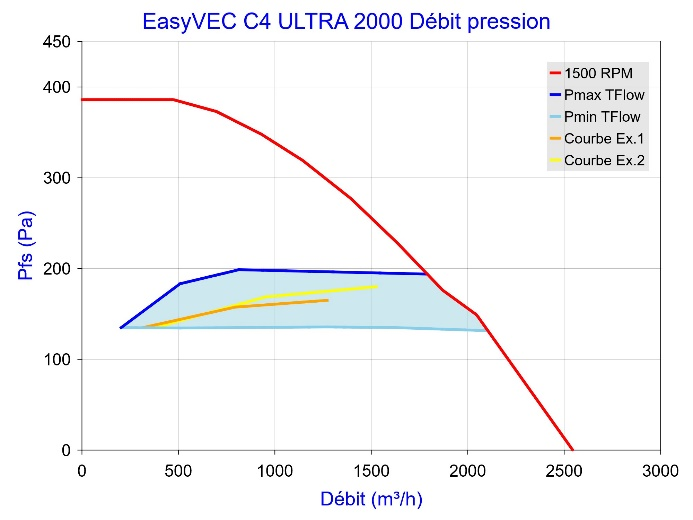 EasyVEC C4 ULTRA 2000 Débit pression
450
400
300
200
100
0
Pfs (Pa)
1500 RPM
Pmax TFlow
Pmin TFlow
Courbe Ex.1
Courbe Ex.2
0 500 1000 1500 2000 2500 3000
Débit (m³/h)